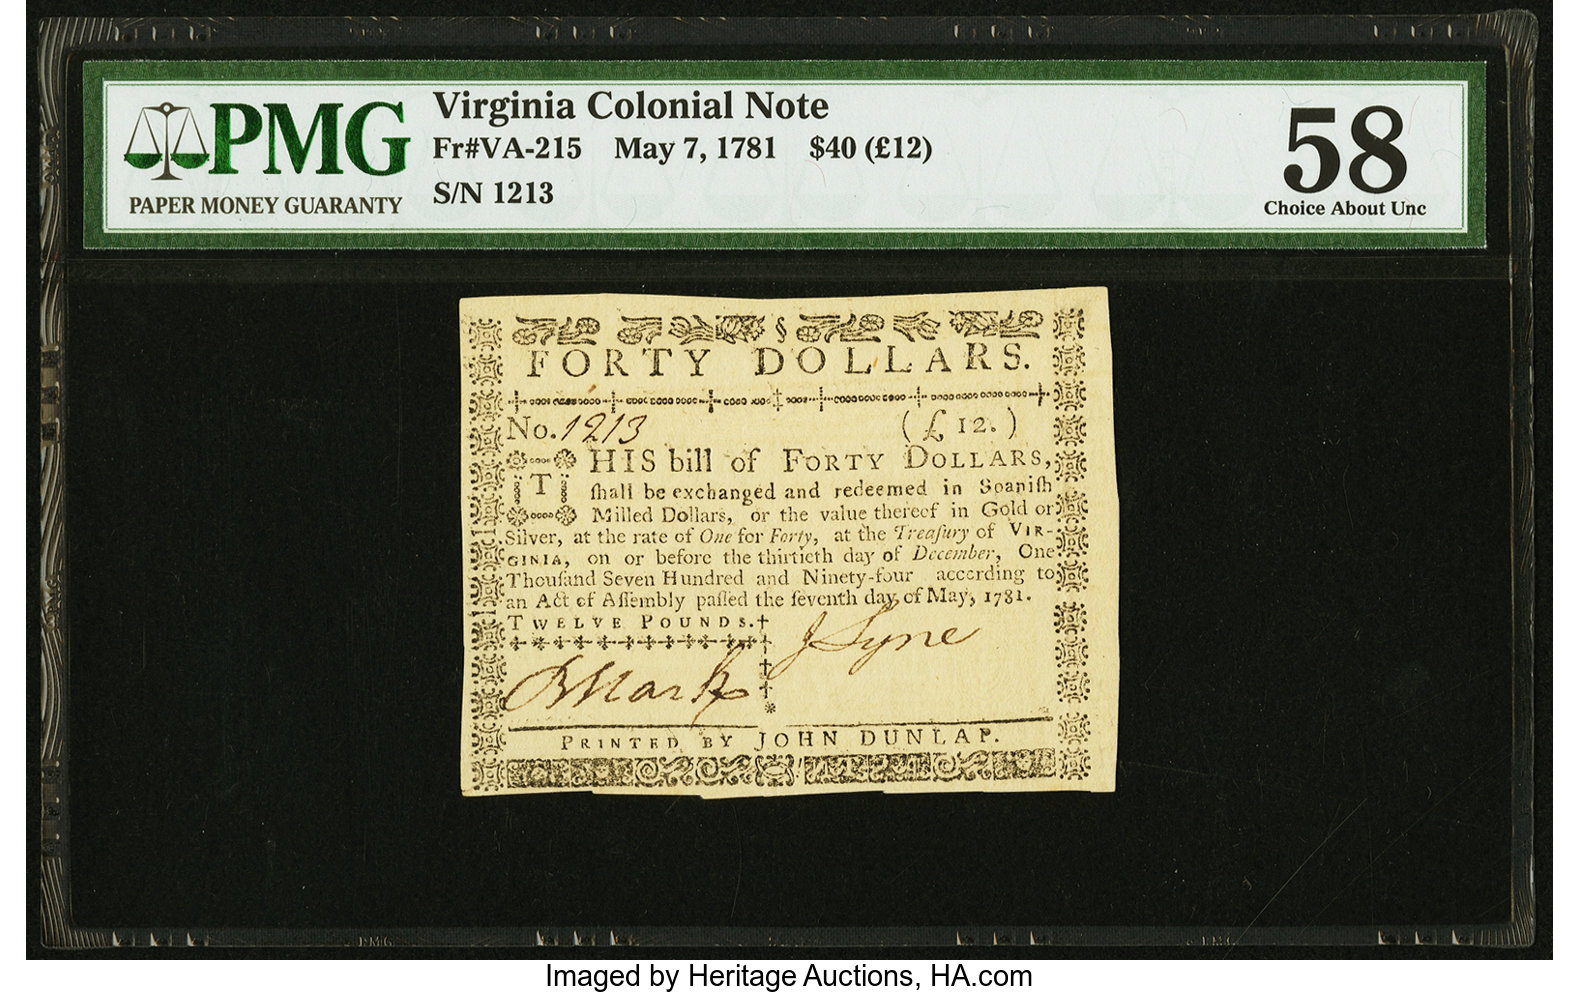 PMG
PAPER MONEY GUARANTY
Virginia Colonial Note
Fr#VA-215 May 7, 1781 $40 (£12)
S/N 1213
58
Choice About Unc
FORTY DOLLARS.
No. 1213 (£ 12.)
THIS bill of FORTY DOLLARS,
ſhall be exchanged and redeemed in Spaniſh
Milled Dollars, or the value thereof in Gold or
Silver, at the rate of One for Forty, at the Treaſury of VIR-
GINIA, on or before the thirtieth day of December, One
Thouſand Seven Hundred and Ninety-four according to
an Act of Aſſembly paſſed the ſeventh day of May, 1781.
TWELVE POUNDS.
J Lyne
B Stark
PRINTED BY JOHN DUNLAP.
Imaged by Heritage Auctions, HA.com